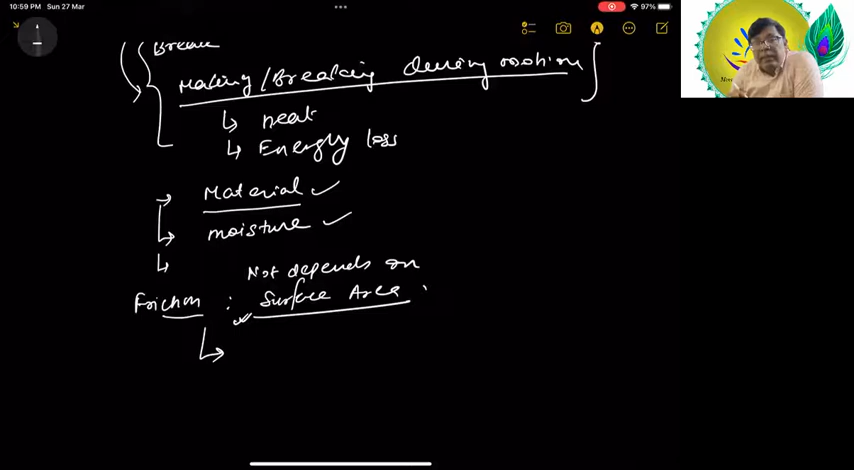 10:59 PM Sun 27 Mar
97%
Making/Breaking during motion
heat
Energy loss
Material
moisture
Not depends on
Friction : Surface Area